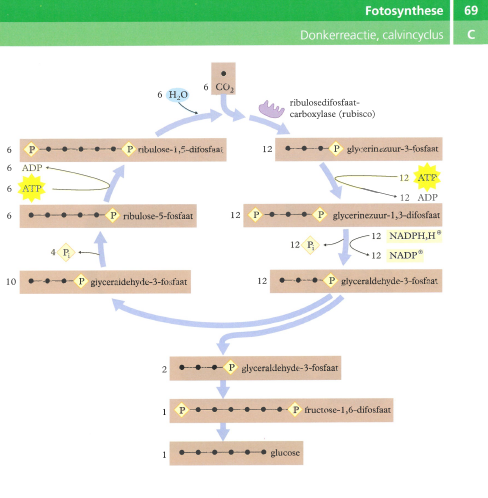 Fotosynthese 69
Donkerreactie, calvincyclus C
6 CO₂
6 H₂O
ribulosedifosfaat-
carboxylase (rubisco)
6 P P ribulose-1,5-difosfaat
12 P glycerinezuur-3-fosfaat
6 ADP
6 ATP
12 ATP
12 ADP
6 P ribulose-5-fosfaat
12 P P glycerinezuur-1,3-difosfaat
4 Pi
12 Pi
12 NADPH,H⊕
12 NADP⊕
10 P glyceraldehyde-3-fosfaat
12 P glyceraldehyde-3-fosfaat
2 P glyceraldehyde-3-fosfaat
1 P P fructose-1,6-difosfaat
1 glucose